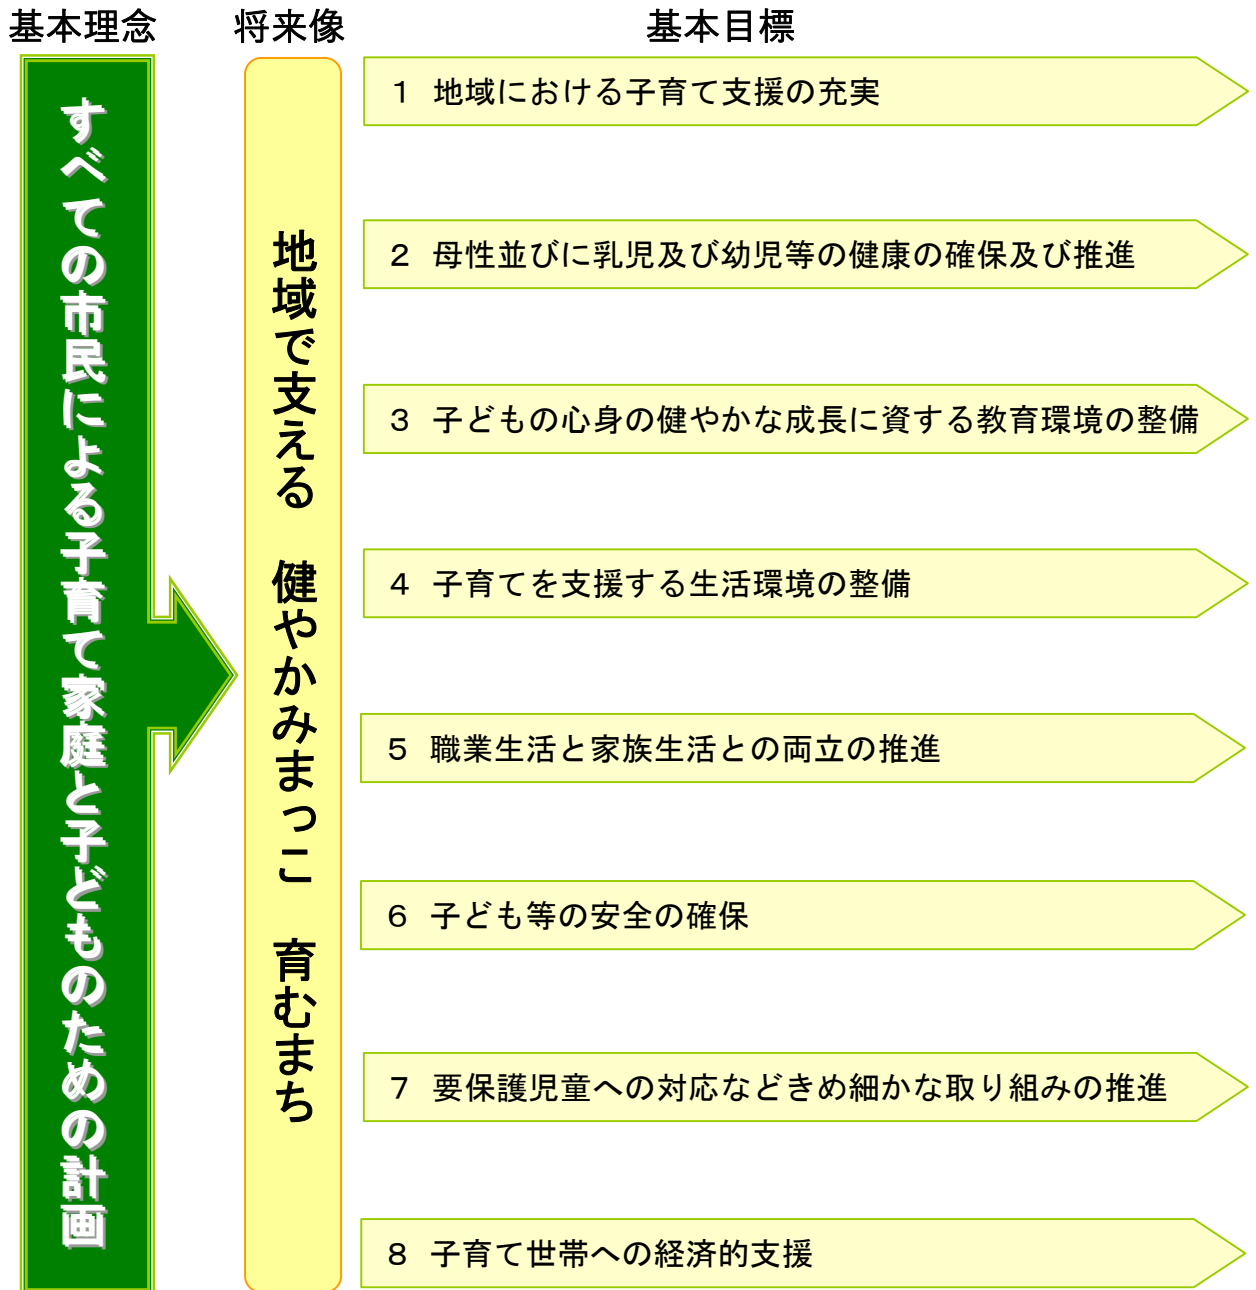 基本理念
将来像
基本目標
すべての市民による子育て家庭と子どものための計画
地域で支える　健やかみまっこ　育むまち
１　地域における子育て支援の充実
２　母性並びに乳児及び幼児等の健康の確保及び推進
３　子どもの心身の健やかな成長に資する教育環境の整備
４　子育てを支援する生活環境の整備
５　職業生活と家族生活との両立の推進
６　子ども等の安全の確保
７　要保護児童への対応などきめ細かな取り組みの推進
８　子育て世帯への経済的支援